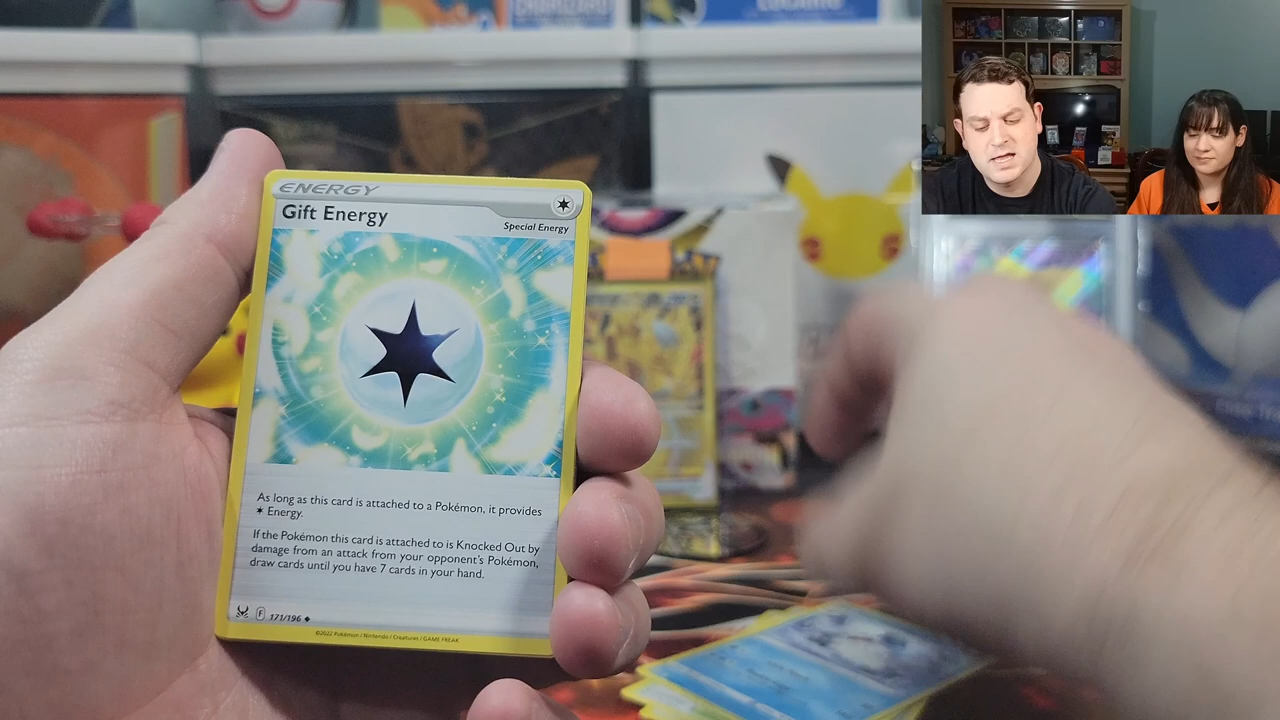 ENERGY
Gift Energy
Special Energy
As long as this card is attached to a Pokémon, it provides
Energy.
If the Pokémon this card is attached to is Knocked Out by
damage from an attack from your opponent's Pokémon,
draw cards until you have 7 cards in your hand.
F 171/196
©2022 Pokémon / Nintendo / Creatures / GAME FREAK